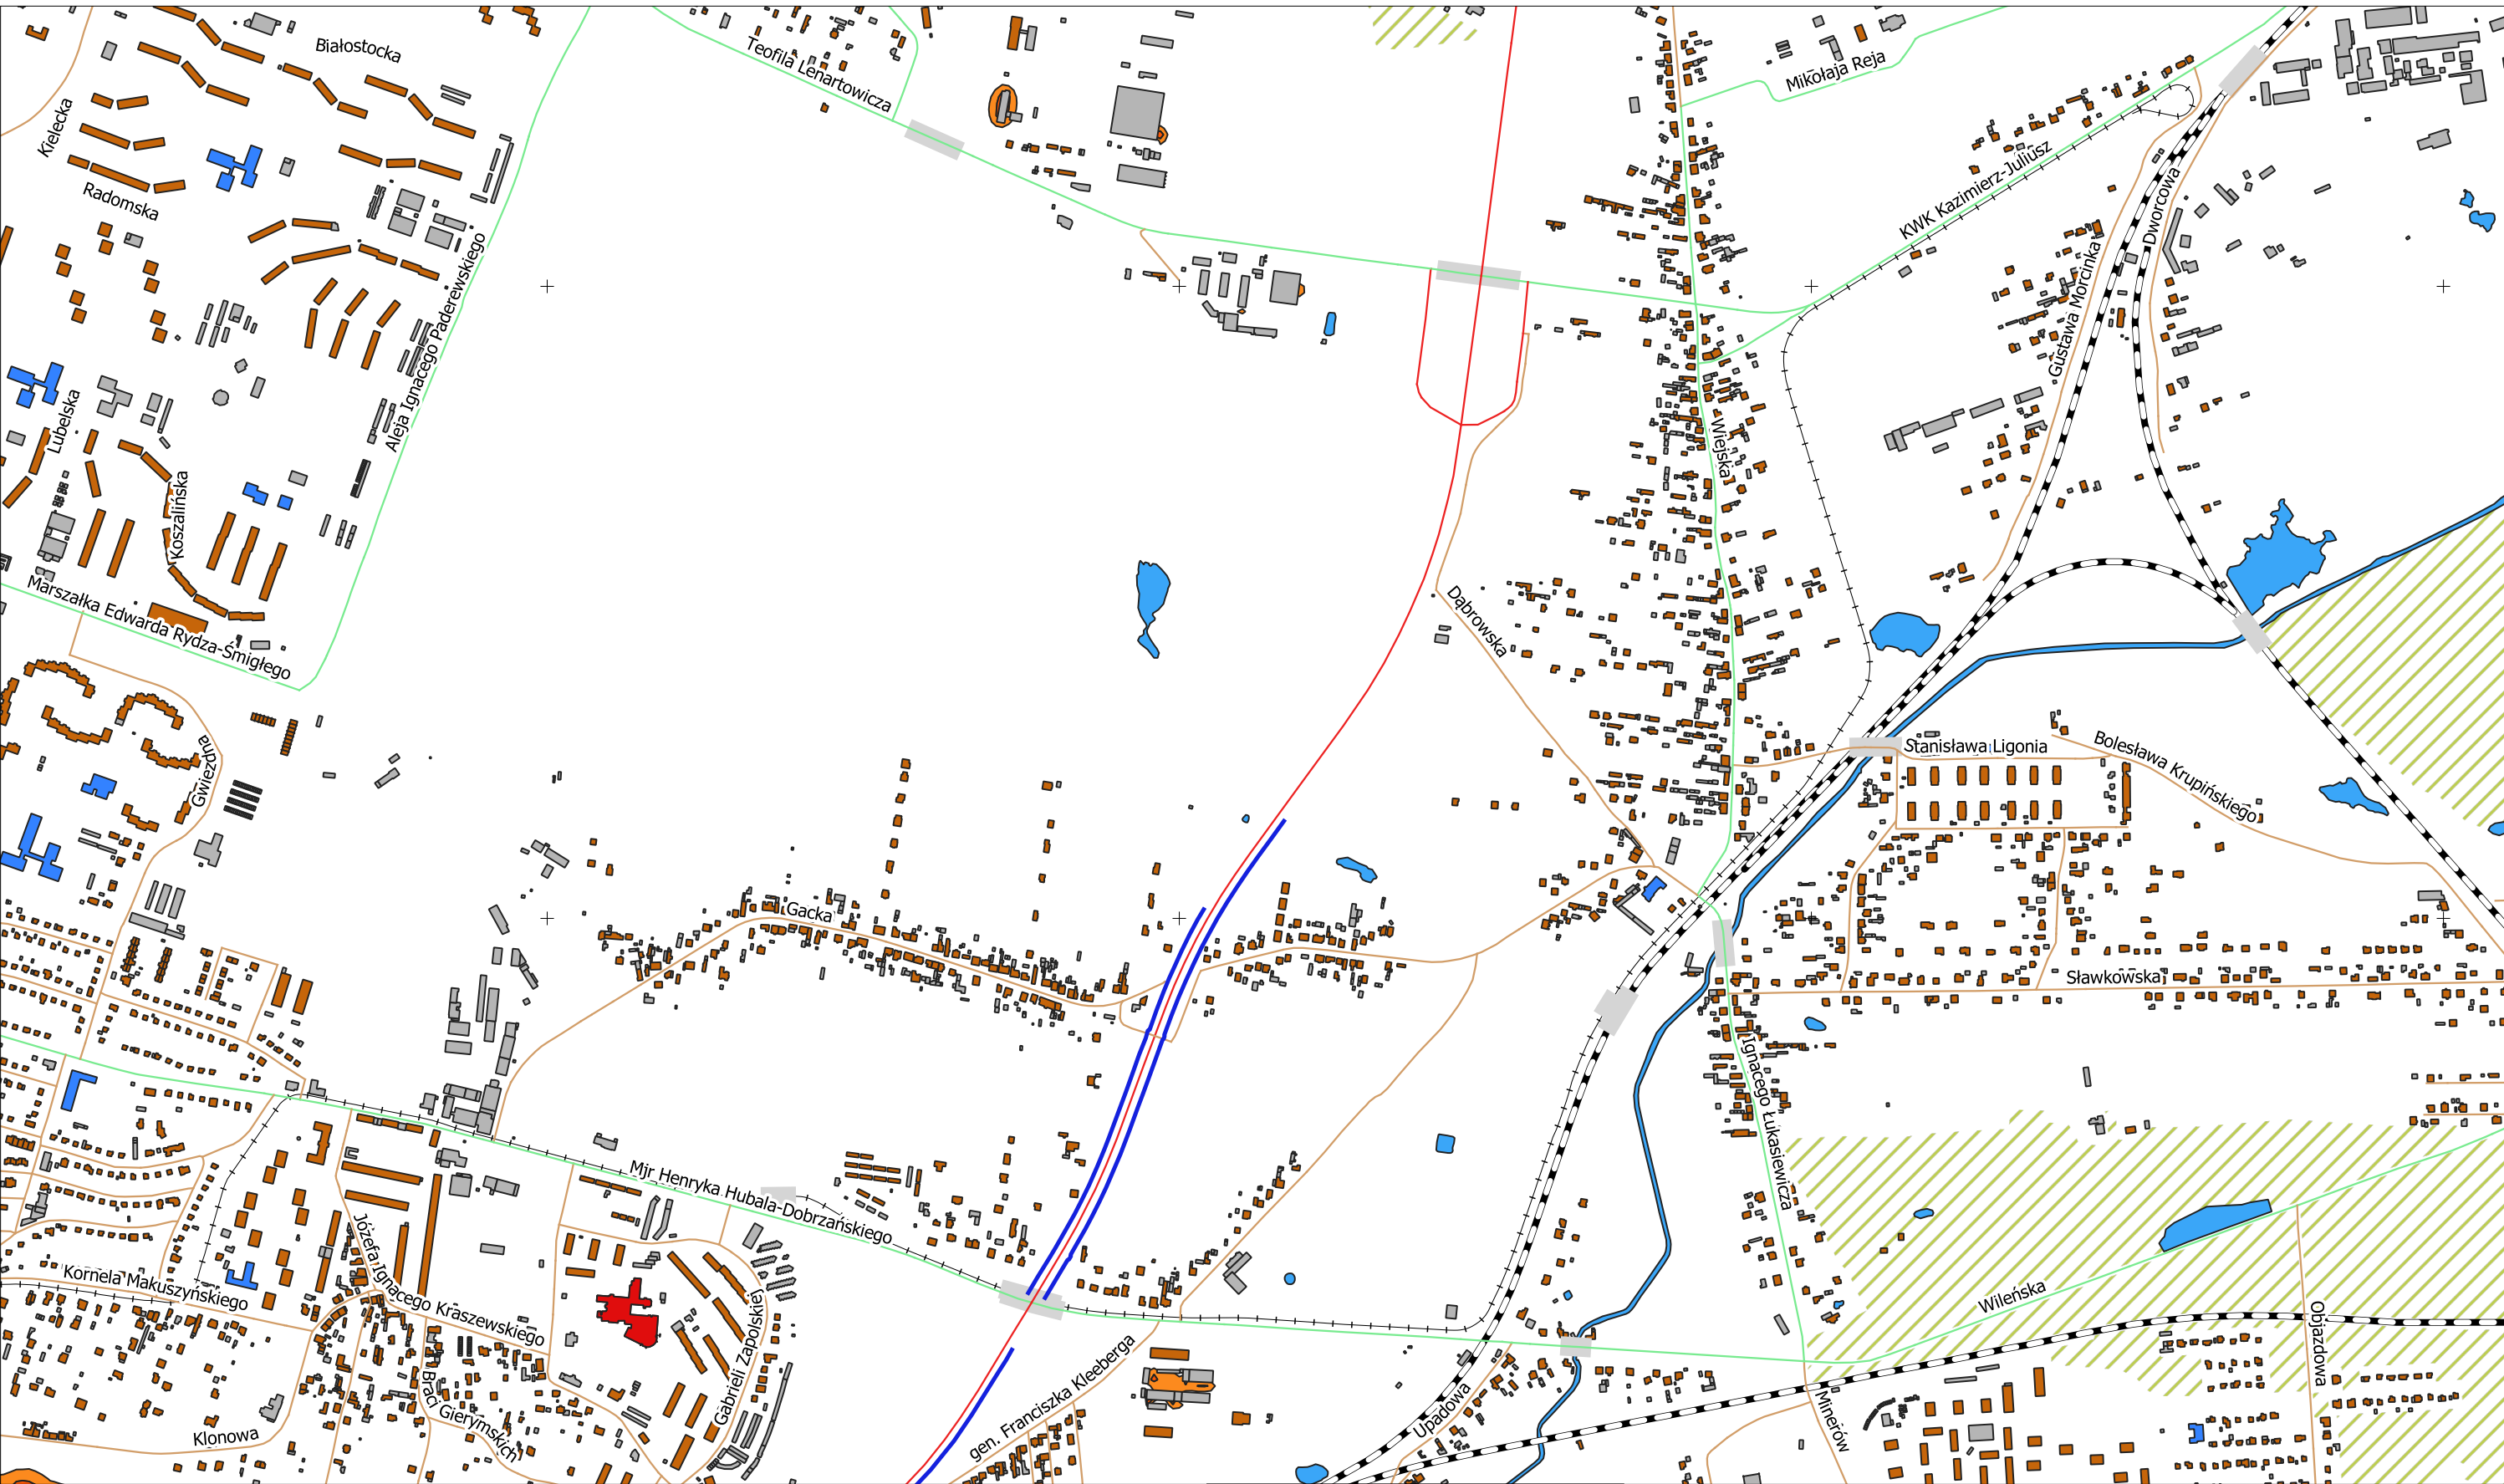 Białostocka
Teofila Lenartowicza
Mikołaja Reja
Kielecka
KWK Kazimierz-Juliusz
Radomska
Dworcowa
Aleja Ignacego Paderewskiego
Gustawa Morcinka
Lubelska
Wiejska
Koszalińska
Marszałka Edwarda Rydza-Śmigłego
Dąbrowska
Gwiezdna
Stanisława Ligonia
Bolesława Krupińskiego
Gacka
Sławkowska
Ignacego Łukasiewicza
Mjr Henryka Hubala-Dobrzańskiego
Józefa Ignacego Kraszewskiego
Kornela Makuszyńskiego
Wileńska
Objazdowa
Gabrieli Zapolskiej
gen. Franciszka Kleeberga
Braci Gierymskich
Upadowa
Minerów
Klonowa